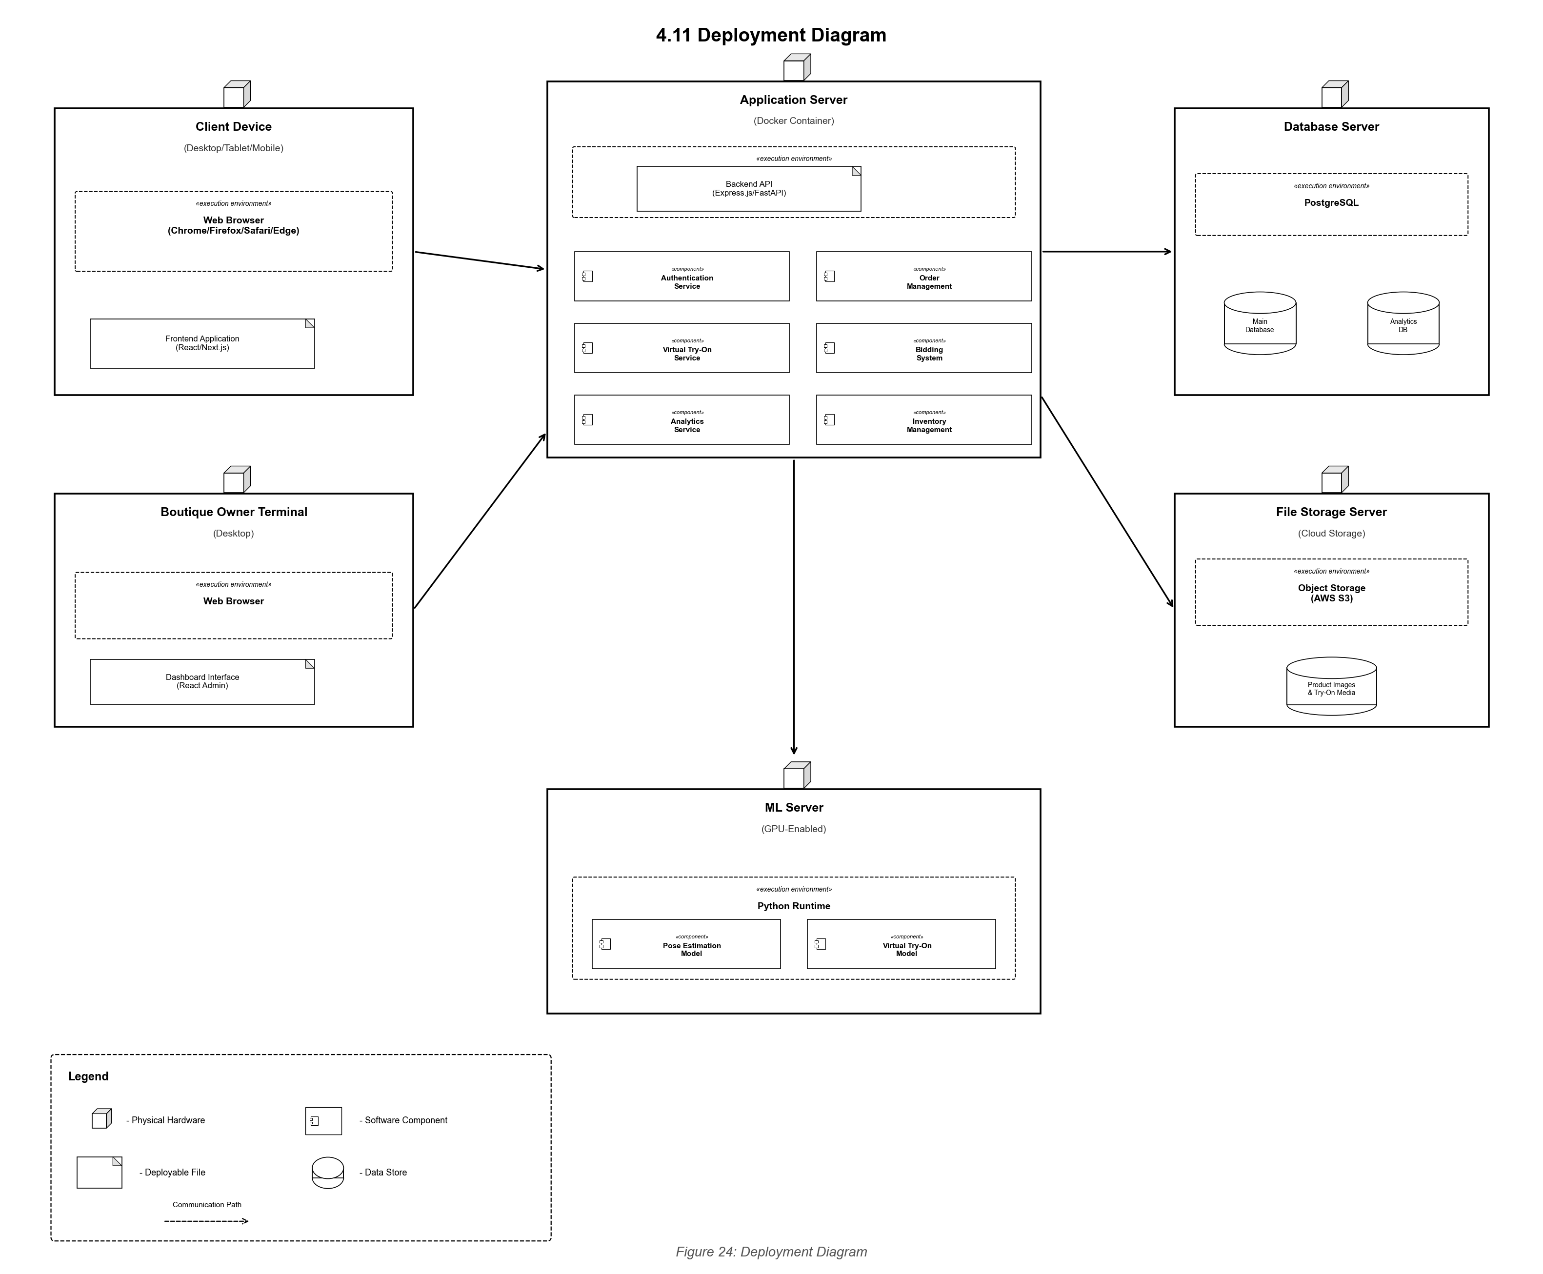 4.11 Deployment Diagram
Client Device
(Desktop/Tablet/Mobile)
«execution environment»
Web Browser
(Chrome/Firefox/Safari/Edge)
Frontend Application
(React/Next.js)
Application Server
(Docker Container)
«execution environment»
Backend API
(Express.js/FastAPI)
«component»
Authentication
Service
«component»
Order
Management
«component»
Virtual Try-On
Service
«component»
Bidding
System
«component»
Analytics
Service
«component»
Inventory
Management
Database Server
«execution environment»
PostgreSQL
Main
Database
Analytics
DB
Boutique Owner Terminal
(Desktop)
«execution environment»
Web Browser
Dashboard Interface
(React Admin)
File Storage Server
(Cloud Storage)
«execution environment»
Object Storage
(AWS S3)
Product Images
& Try-On Media
ML Server
(GPU-Enabled)
«execution environment»
Python Runtime
«component»
Pose Estimation
Model
«component»
Virtual Try-On
Model
Legend
- Physical Hardware
- Software Component
- Deployable File
- Data Store
Communication Path
Figure 24: Deployment Diagram